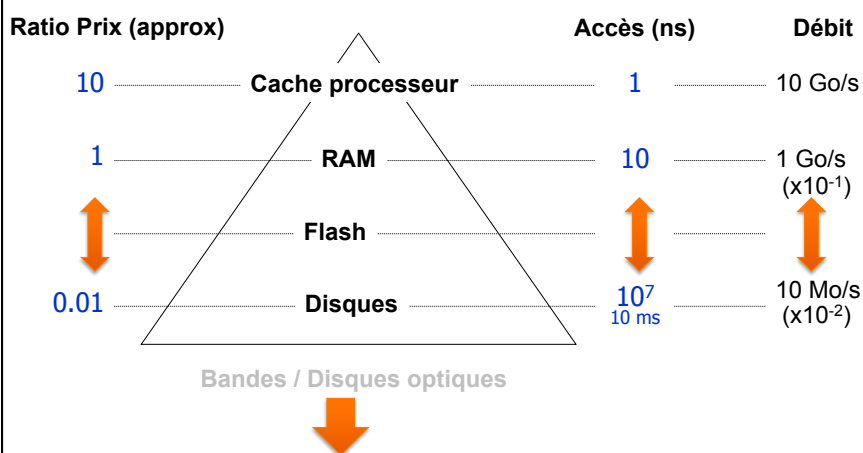 Ratio Prix (approx) Accès (ns) Débit
10 Cache processeur 1 10 Go/s
1 RAM 10 1 Go/s
(x10⁻¹)
Flash
0.01 Disques 10⁷ 10 Mo/s
10 ms (x10⁻²)
Bandes / Disques optiques